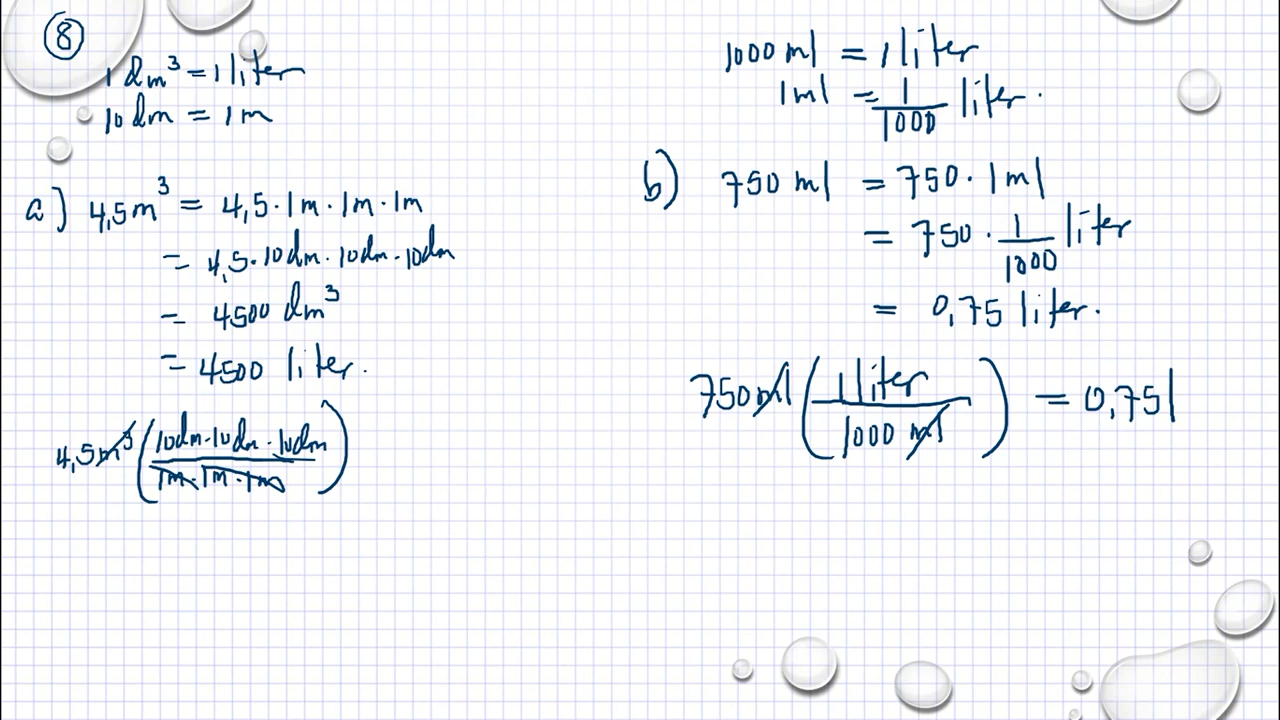 8
1 dm³ = 1 liter
10 dm = 1 m
a) 4,5 m³ = 4,5 · 1m · 1m · 1m
= 4,5 · 10dm · 10dm · 10dm
= 4500 dm³
= 4500 liter.
4,5 m³ (10dm · 10dm · 10dm / 1m · 1m · 1m)
1000 ml = 1 liter
1 ml = 1/1000 liter.
b) 750 ml = 750 · 1 ml
= 750 · 1/1000 liter
= 0,75 liter.
750 ml (1 liter / 1000 ml) = 0,75 l